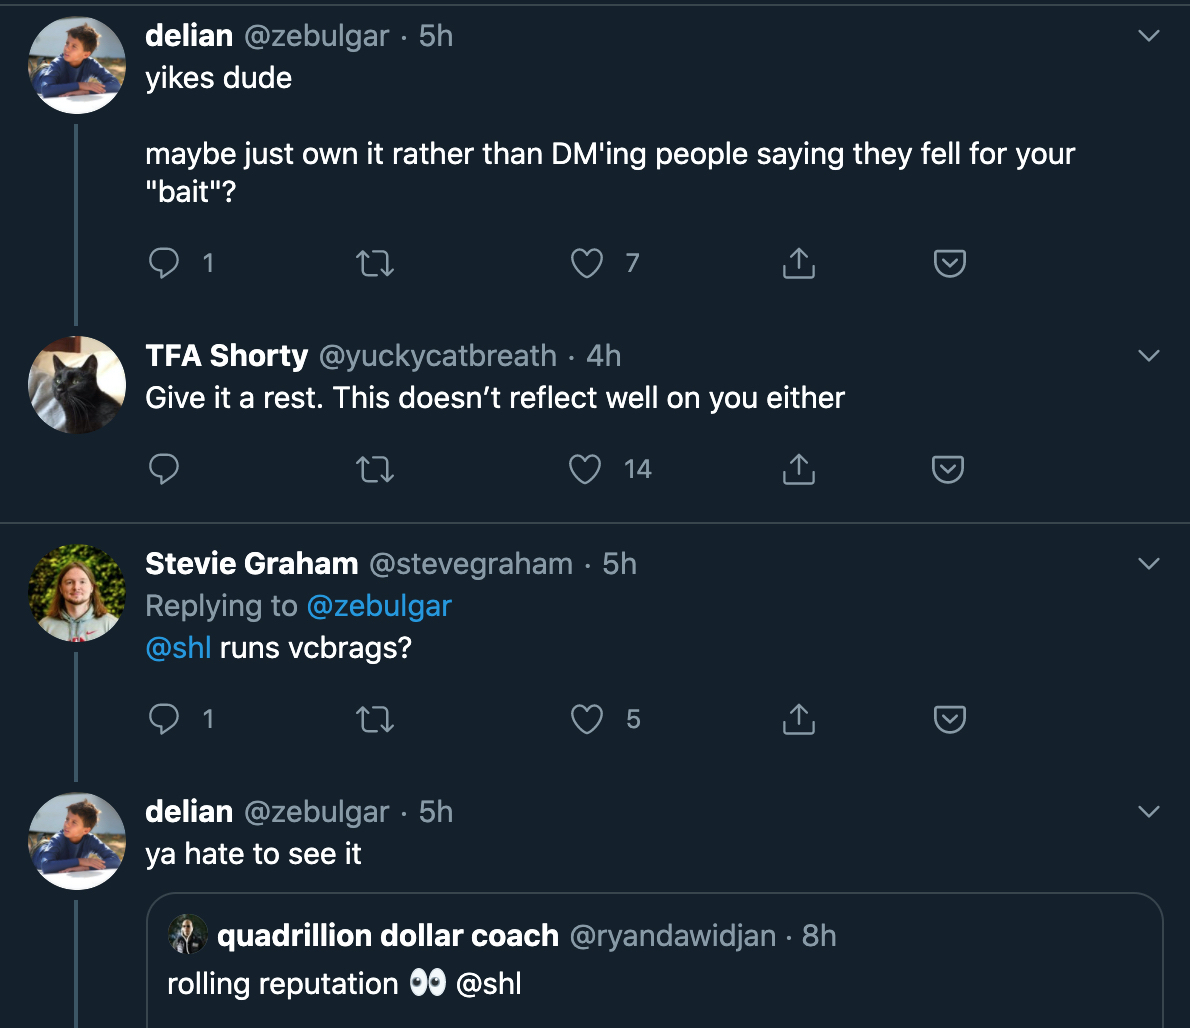 delian @zebulgar · 5h
yikes dude
maybe just own it rather than DM'ing people saying they fell for your
"bait"?
1 7
TFA Shorty @yuckycatbreath · 4h
Give it a rest. This doesn’t reflect well on you either
14
Stevie Graham @stevegraham · 5h
Replying to @zebulgar
@shl runs vcbrags?
1 5
delian @zebulgar · 5h
ya hate to see it
quadrillion dollar coach @ryandawidjan · 8h
rolling reputation 👀 @shl